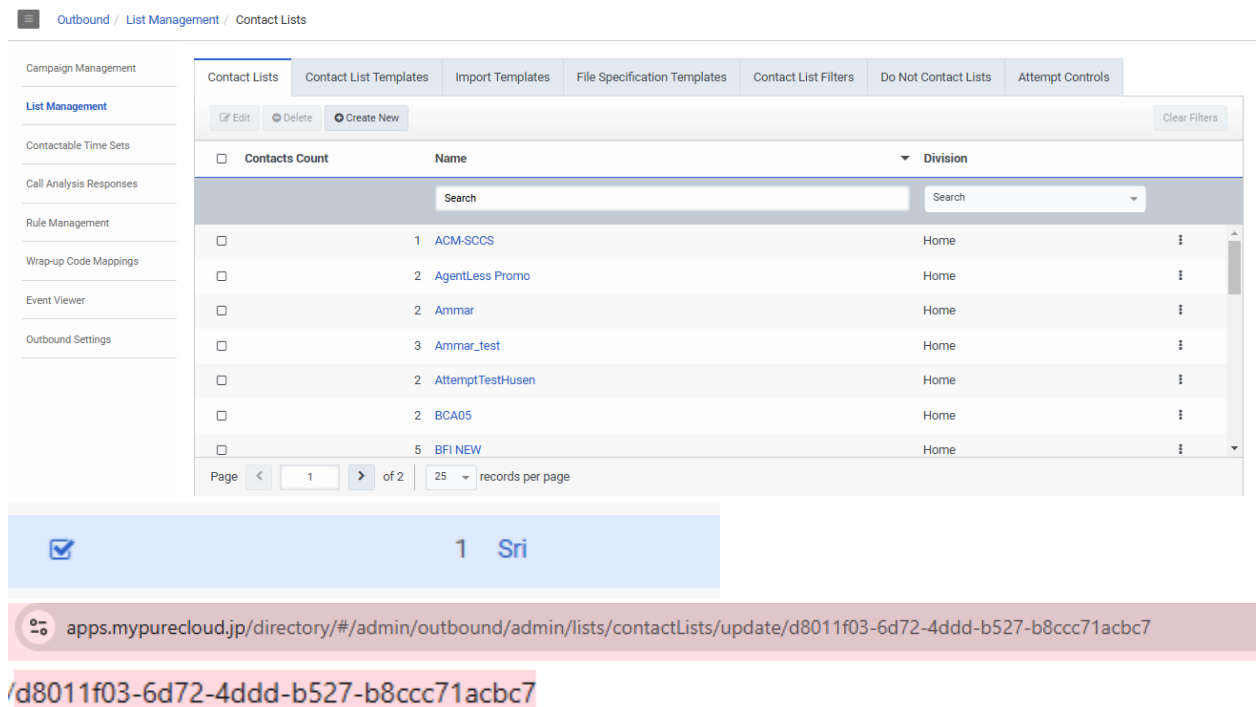 Outbound / List Management / Contact Lists
Campaign Management
List Management
Contactable Time Sets
Call Analysis Responses
Rule Management
Wrap-up Code Mappings
Event Viewer
Outbound Settings
Contact Lists Contact List Templates Import Templates File Specification Templates Contact List Filters Do Not Contact Lists Attempt Controls
Edit Delete Create New Clear Filters
Contacts Count Name Division
Search Search
1 ACM-SCCS Home
2 AgentLess Promo Home
2 Ammar Home
3 Ammar_test Home
2 AttemptTestHusen Home
2 BCA05 Home
5 BFI NEW Home
Page 1 of 2 25 records per page
1 Sri
apps.mypurecloud.jp/directory/#/admin/outbound/admin/lists/contactLists/update/d8011f03-6d72-4ddd-b527-b8ccc71acbc7
/d8011f03-6d72-4ddd-b527-b8ccc71acbc7